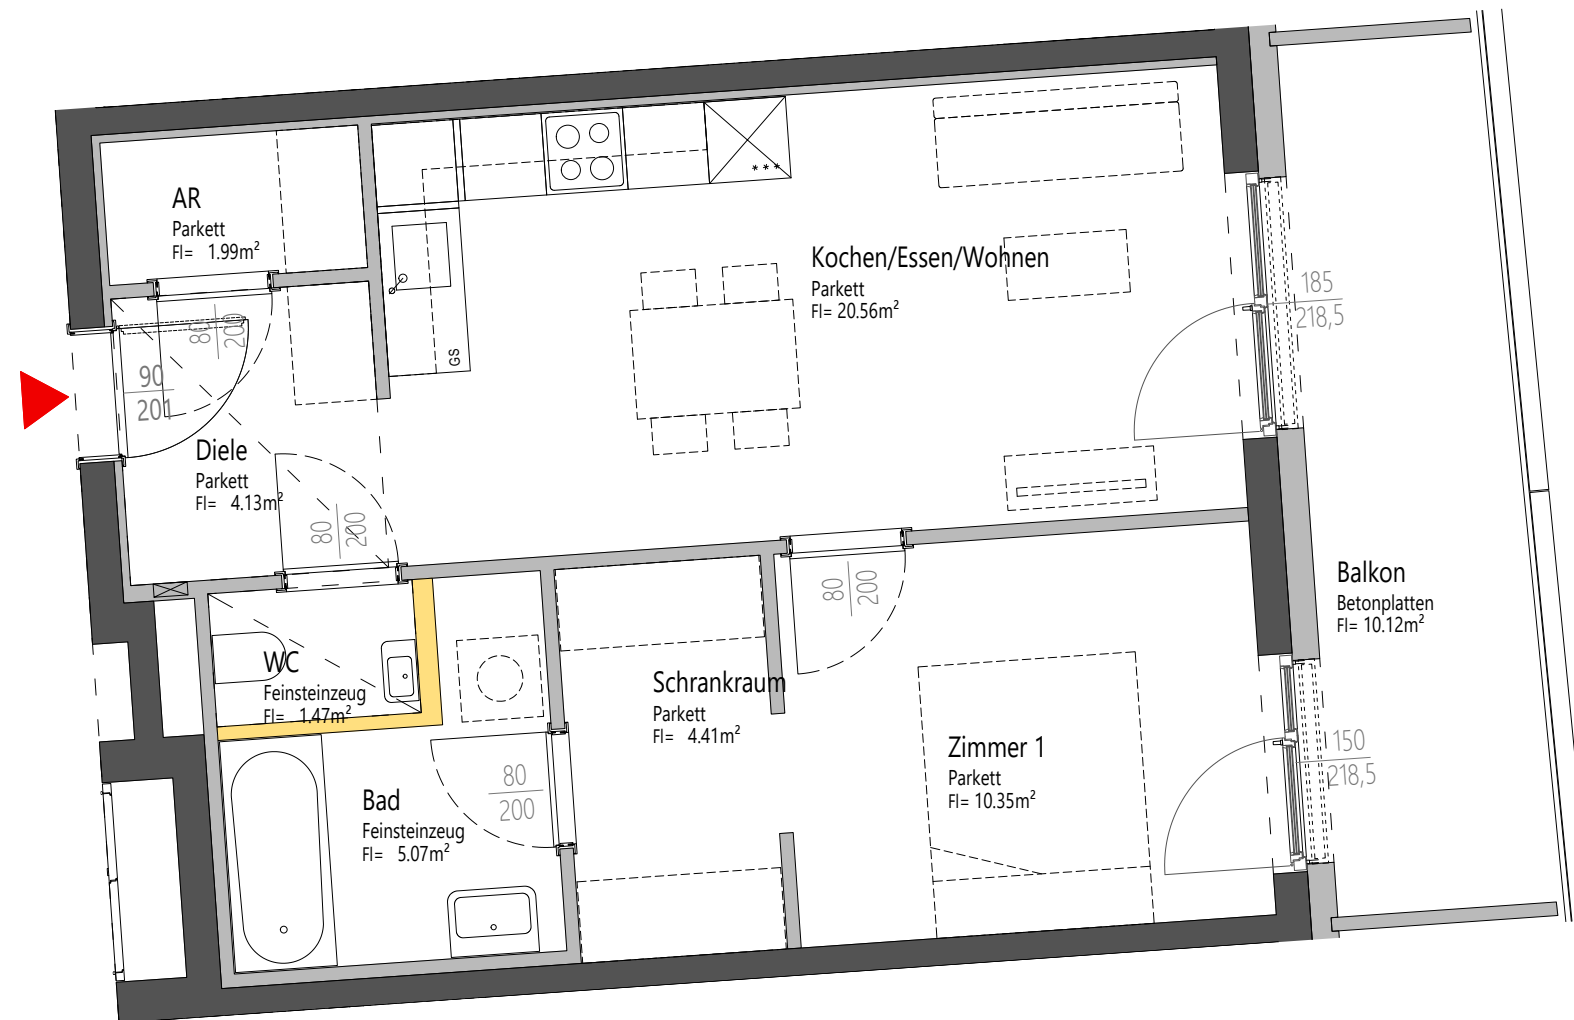 AR
Parkett
Fl= 1.99m²
Kochen/Essen/Wohnen
Parkett
Fl= 20.56m²
185
218,5
80
200
GS
90
201
Diele
Parkett
Fl= 4.13m²
80
200
Balkon
Betonplatten
Fl= 10.12m²
80
200
WC
Feinsteinzeug
Fl= 1.47m²
Schrankraum
Parkett
Fl= 4.41m²
Zimmer 1
Parkett
Fl= 10.35m²
150
218,5
80
200
Bad
Feinsteinzeug
Fl= 5.07m²